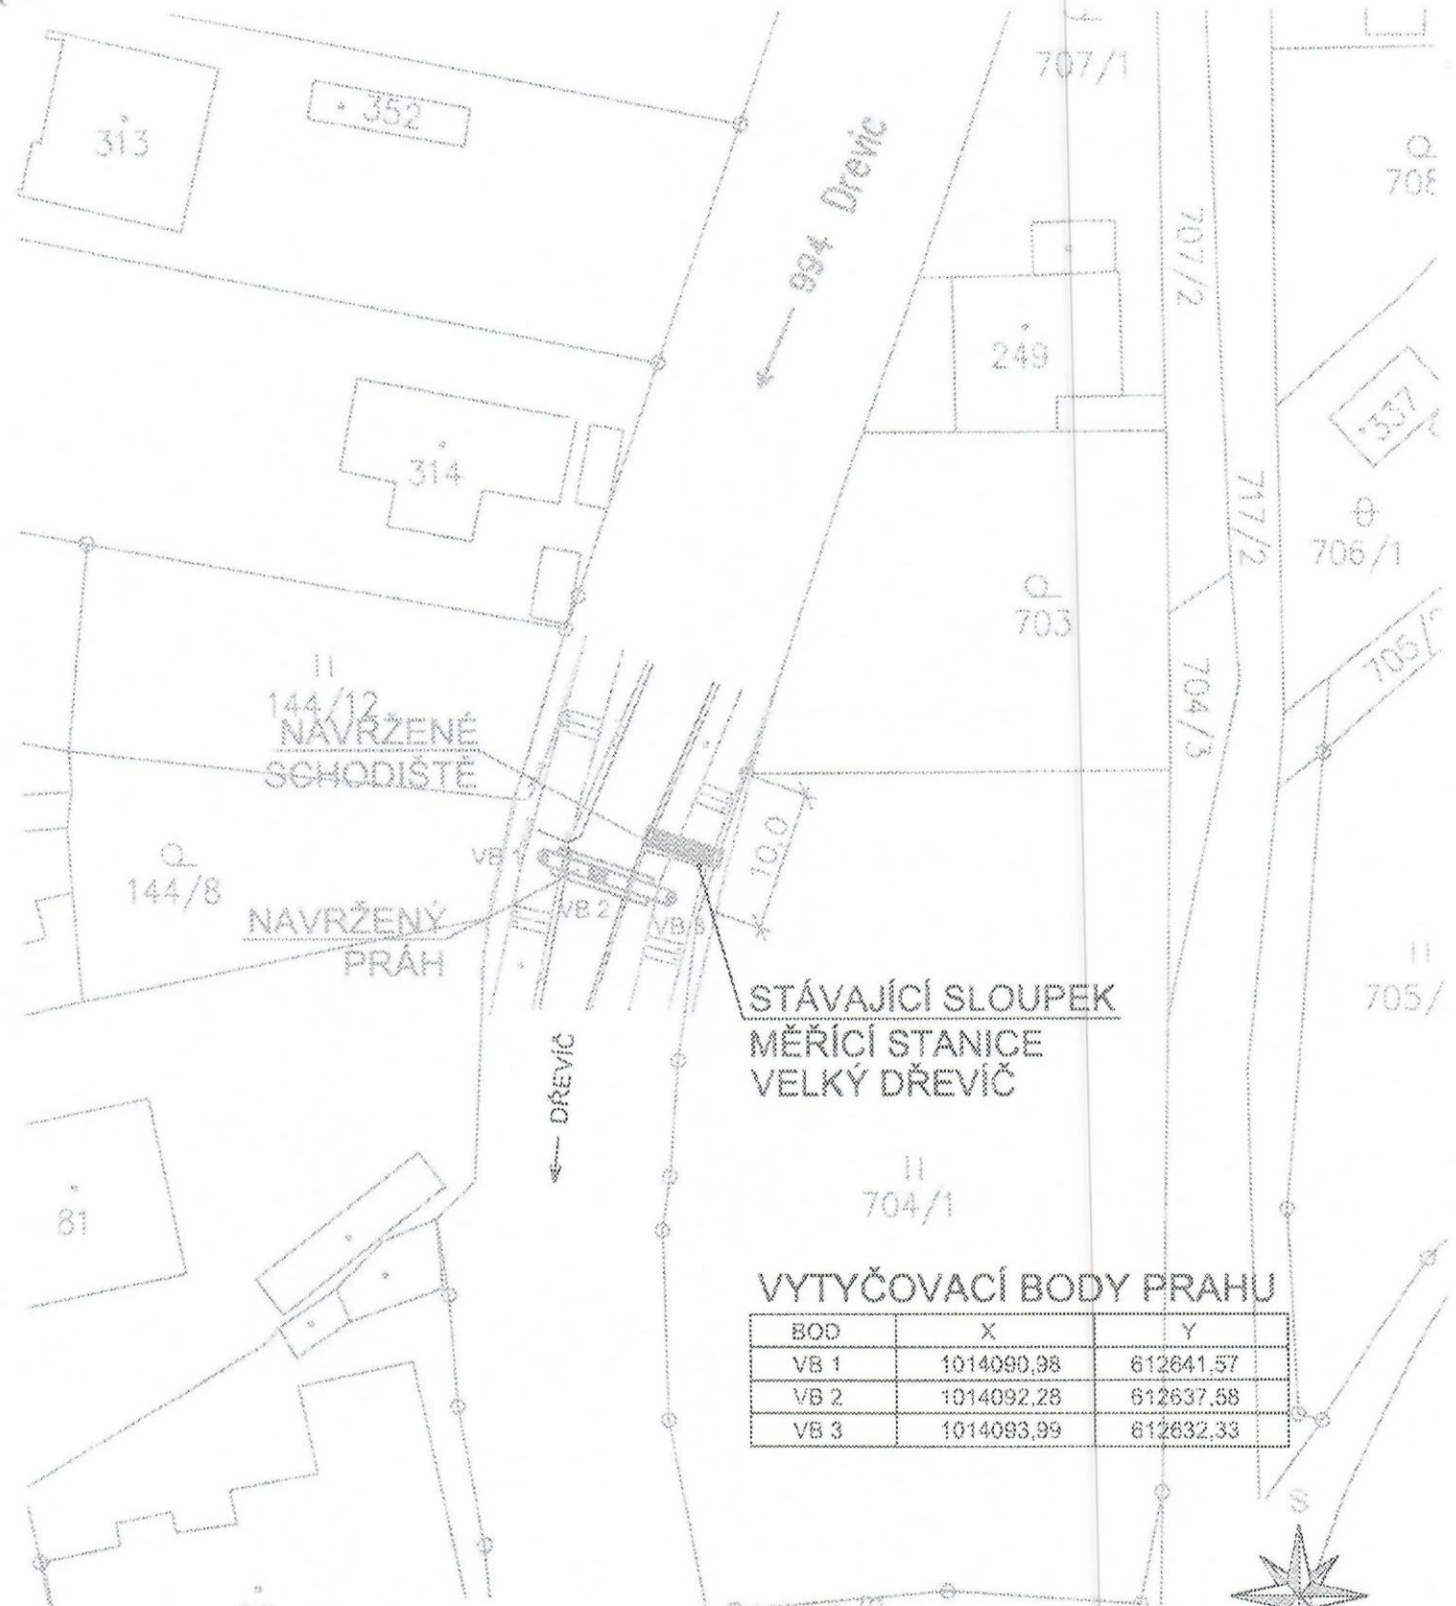 707/1
352
313
994 Drevic
708
707/2
249
337
314
717/2
706/1
703
705/
144/12
704/3
NAVRŽENÉ
SCHODIŠTĚ
10,0
VB 1
144/8
VB 2
VB 3
NAVRŽENÝ
PRÁH
705/
STÁVAJÍCÍ SLOUPEK
MĚŘÍCÍ STANICE
VELKÝ DŘEVÍČ
DŘEVÍČ
704/1
81
VYTYČOVACÍ BODY PRAHU
BOD X Y
VB 1 1014090,98 612641,57
VB 2 1014092,28 612637,58
VB 3 1014093,99 612632,33
S